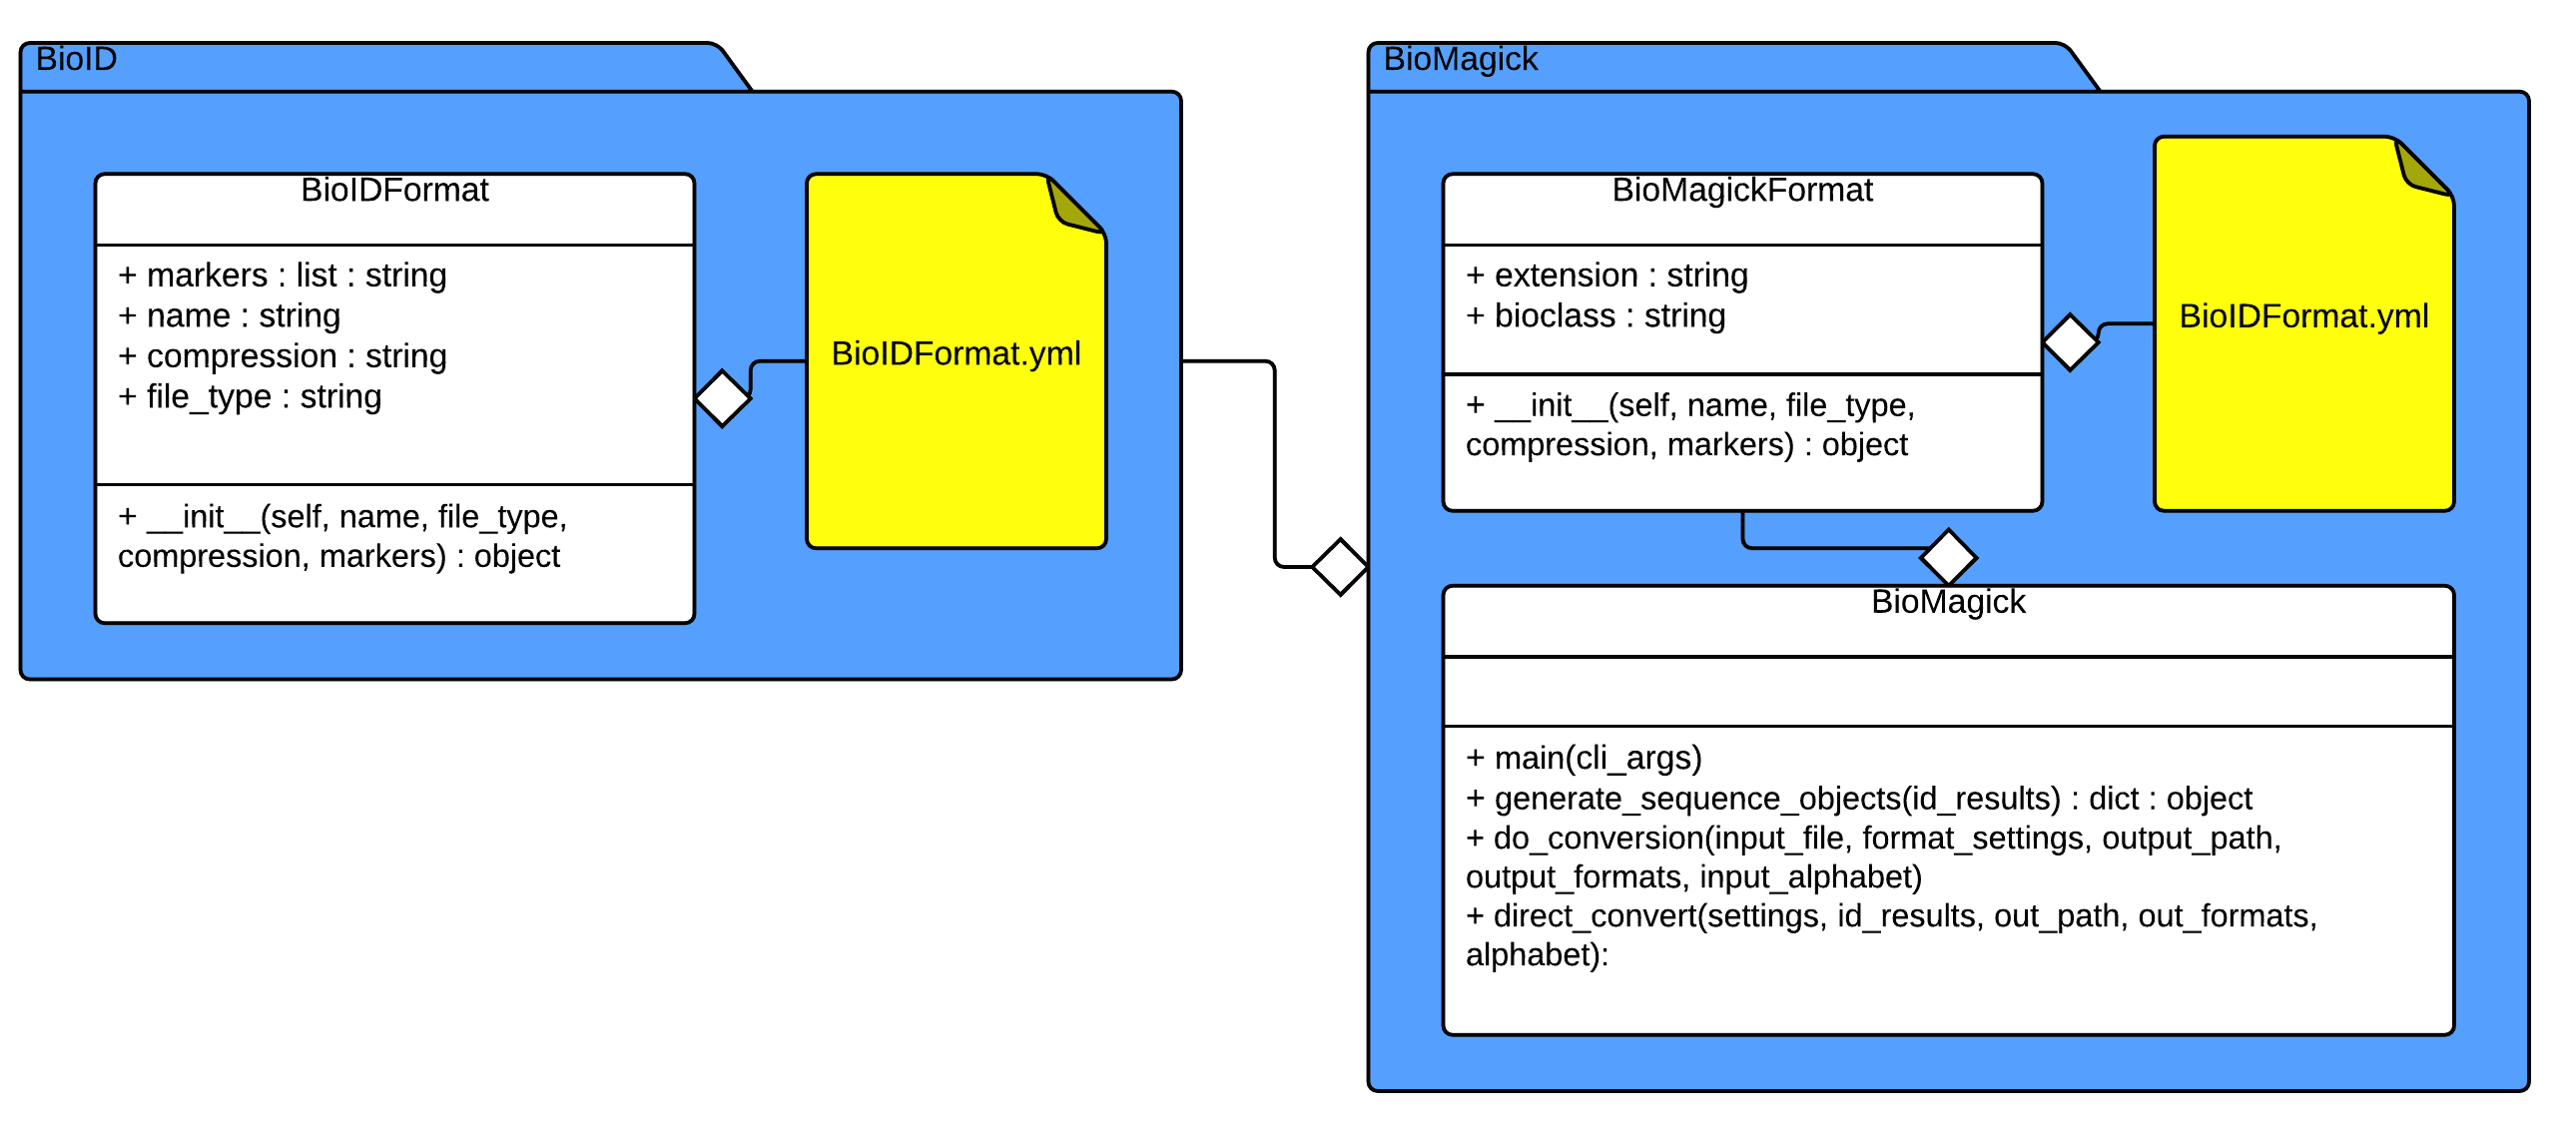 BioID
BioIDFormat
+ markers : list : string
+ name : string
+ compression : string
+ file_type : string
+ __init__(self, name, file_type,
compression, markers) : object
BioIDFormat.yml
BioMagick
BioMagickFormat
+ extension : string
+ bioclass : string
+ __init__(self, name, file_type,
compression, markers) : object
BioIDFormat.yml
BioMagick
+ main(cli_args)
+ generate_sequence_objects(id_results) : dict : object
+ do_conversion(input_file, format_settings, output_path,
output_formats, input_alphabet)
+ direct_convert(settings, id_results, out_path, out_formats,
alphabet):